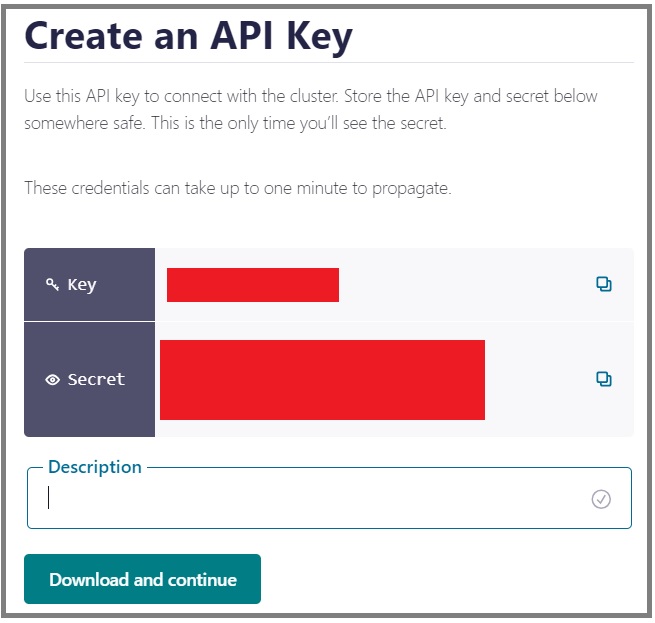 Create an API Key
Use this API key to connect with the cluster. Store the API key and secret below
somewhere safe. This is the only time you’ll see the secret.
These credentials can take up to one minute to propagate.
Key
Secret
Description
Download and continue